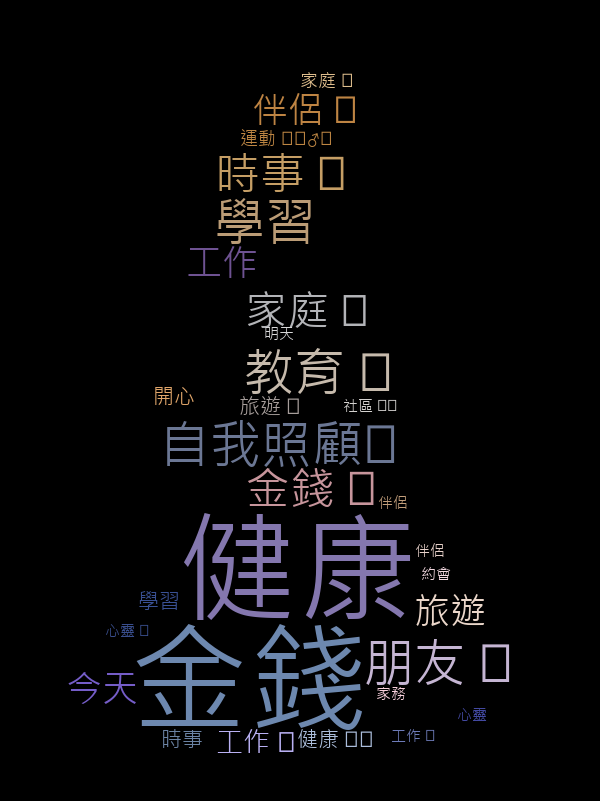 家庭 
伴侶 
運動 ♂
時事 
學習
工作
家庭 
明天
教育 
開心
旅遊 
社區 
自我照顧
金錢 
伴侶
健康
伴侶
約會
學習
旅遊
心靈 
金錢
朋友 
今天
家務
心靈
時事
工作 
健康 
工作